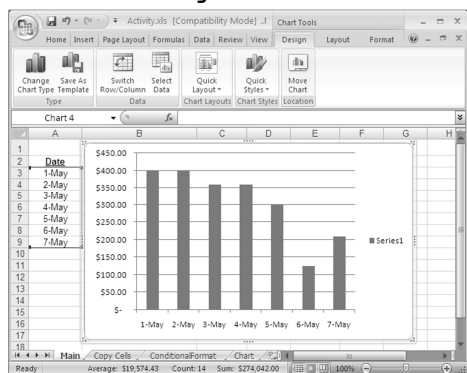 Activity.xls [Compatibility Mode] ... Chart Tools
Home Insert Page Layout Formulas Data Review View Design Layout Format
Change Chart Type
Save As Template
Switch Row/Column
Select Data
Quick Layout
Quick Styles
Move Chart
Type Data Chart Layouts Chart Styles Location
Chart 4 fx
A B C D E F G H
1
2 Date
3 1-May
4 2-May
5 3-May
6 4-May
7 5-May
8 6-May
9 7-May
10
11
12
13
14
15
16
17
18
$450.00
$400.00
$350.00
$300.00
$250.00
$200.00
$150.00
$100.00
$50.00
$-
1-May 2-May 3-May 4-May 5-May 6-May 7-May
Series1
Main Copy Cells ConditionalFormat Chart
Ready Average: $19,574.43 Count: 14 Sum: $274,042.00 100%